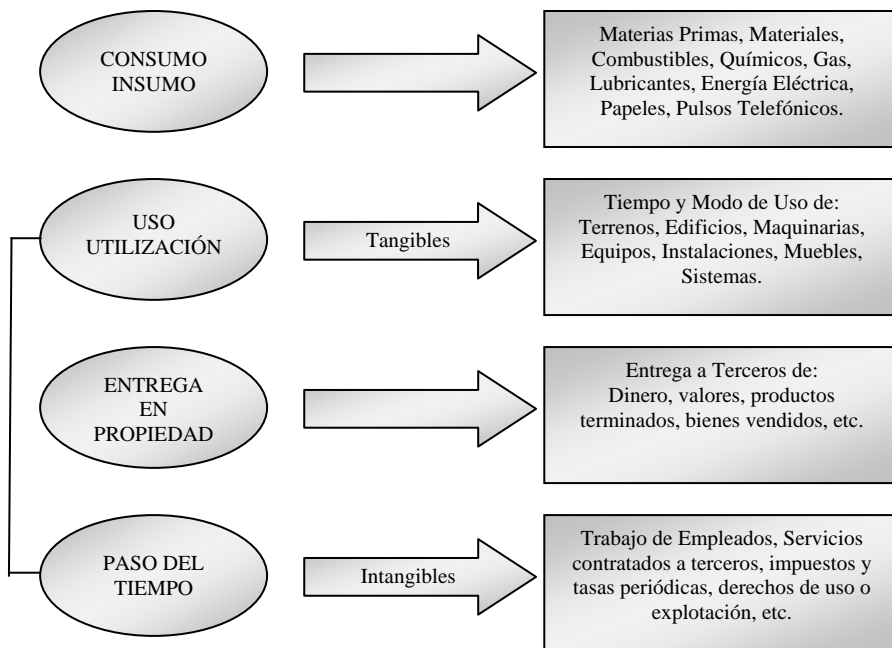 CONSUMO
INSUMO
Materias Primas, Materiales,
Combustibles, Químicos, Gas,
Lubricantes, Energía Eléctrica,
Papeles, Pulsos Telefónicos.
USO
UTILIZACIÓN
Tangibles
Tiempo y Modo de Uso de:
Terrenos, Edificios, Maquinarias,
Equipos, Instalaciones, Muebles,
Sistemas.
ENTREGA
EN
PROPIEDAD
Entrega a Terceros de:
Dinero, valores, productos
terminados, bienes vendidos, etc.
PASO DEL
TIEMPO
Intangibles
Trabajo de Empleados, Servicios
contratados a terceros, impuestos y
tasas periódicas, derechos de uso o
explotación, etc.